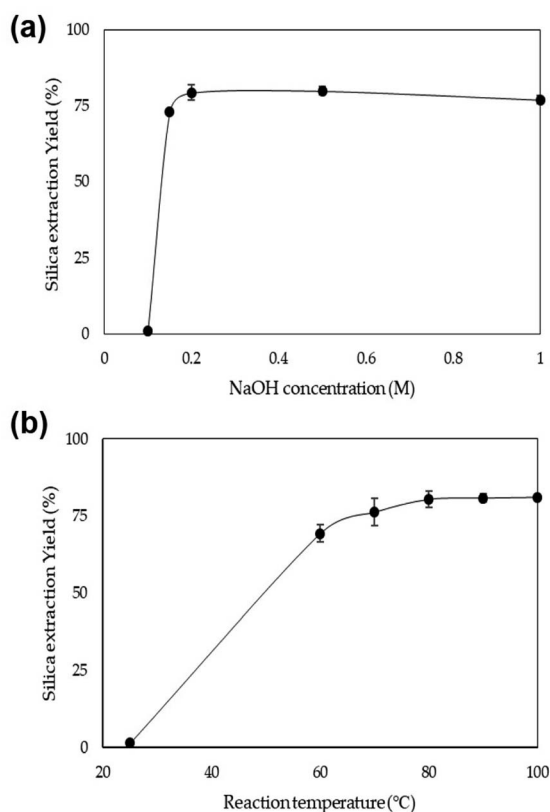 (a)
100
75
50
25
0
Silica extraction Yield (%)
0 0.2 0.4 0.6 0.8 1
NaOH concentration (M)
(b)
100
75
50
25
0
Silica extraction Yield (%)
20 40 60 80 100
Reaction temperature (℃)